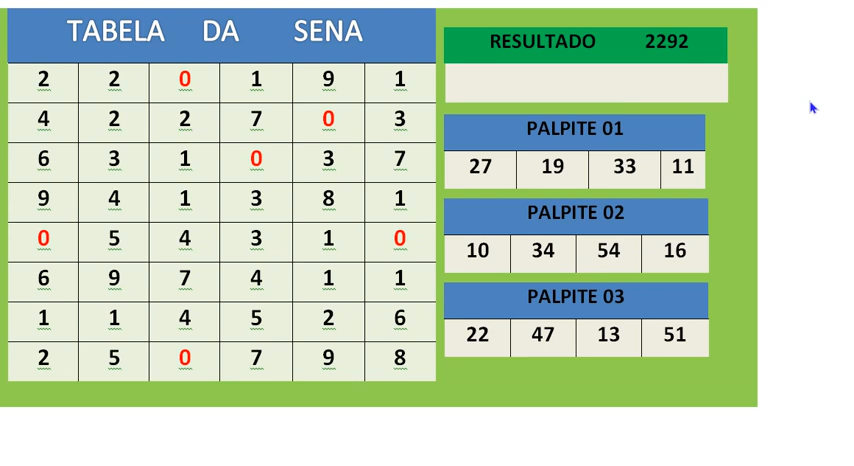 TABELA DA SENA
2 2 0 1 9 1
4 2 2 7 0 3
6 3 1 0 3 7
9 4 1 3 8 1
0 5 4 3 1 0
6 9 7 4 1 1
1 1 4 5 2 6
2 5 0 7 9 8
RESULTADO 2292
PALPITE 01
27 19 33 11
PALPITE 02
10 34 54 16
PALPITE 03
22 47 13 51